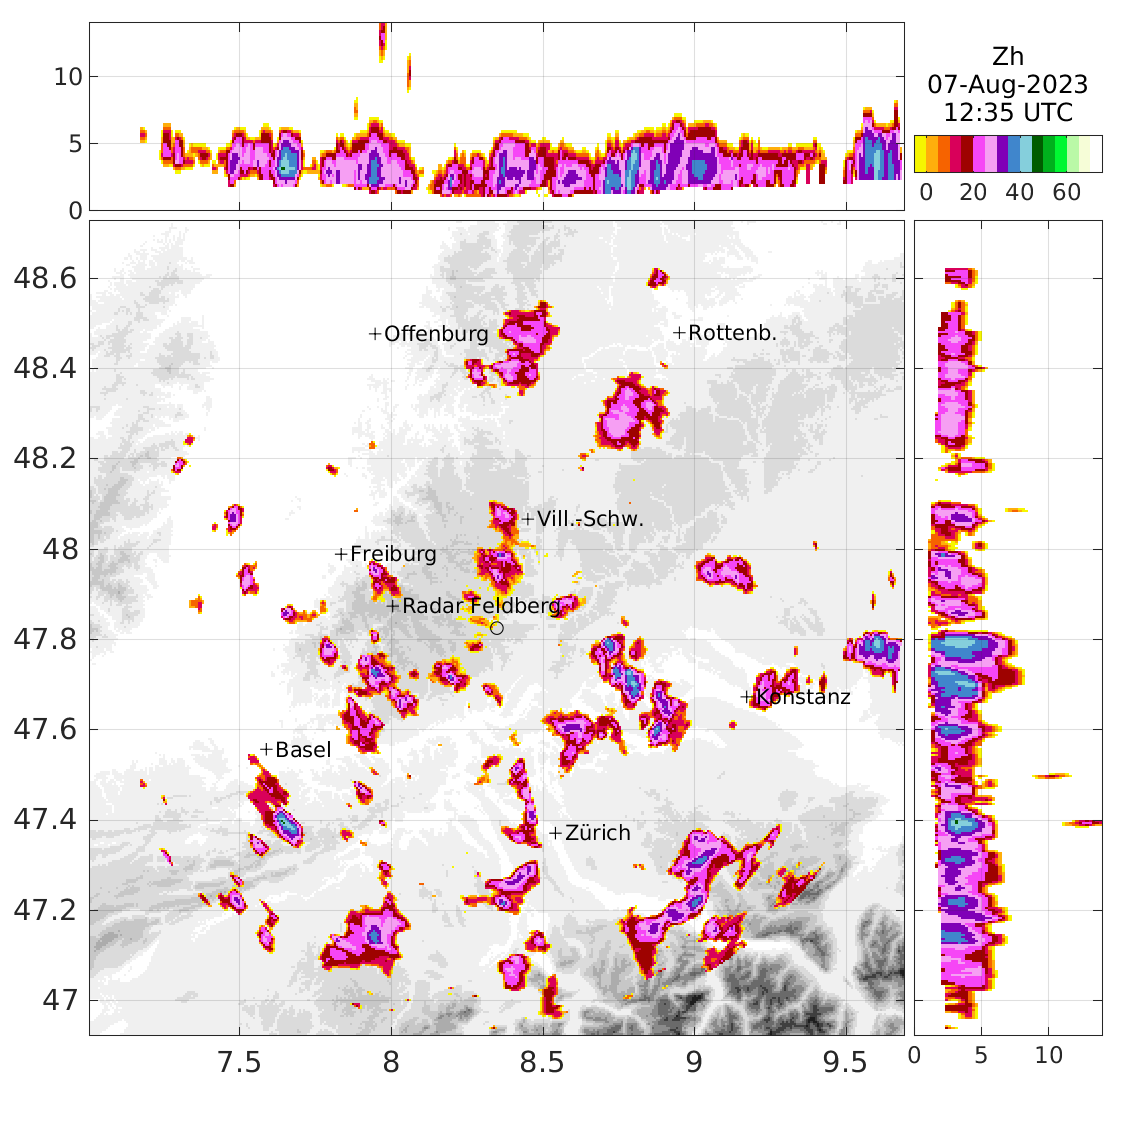 10
5
0
Zh
07-Aug-2023
12:35 UTC
0 20 40 60
48.6
48.4
48.2
48
47.8
47.6
47.4
47.2
47
+Offenburg
+Rottenb.
+Vill.-Schw.
+Freiburg
+Radar Feldberg
+Konstanz
+Basel
+Zürich
7.5 8 8.5 9 9.5
0 5 10